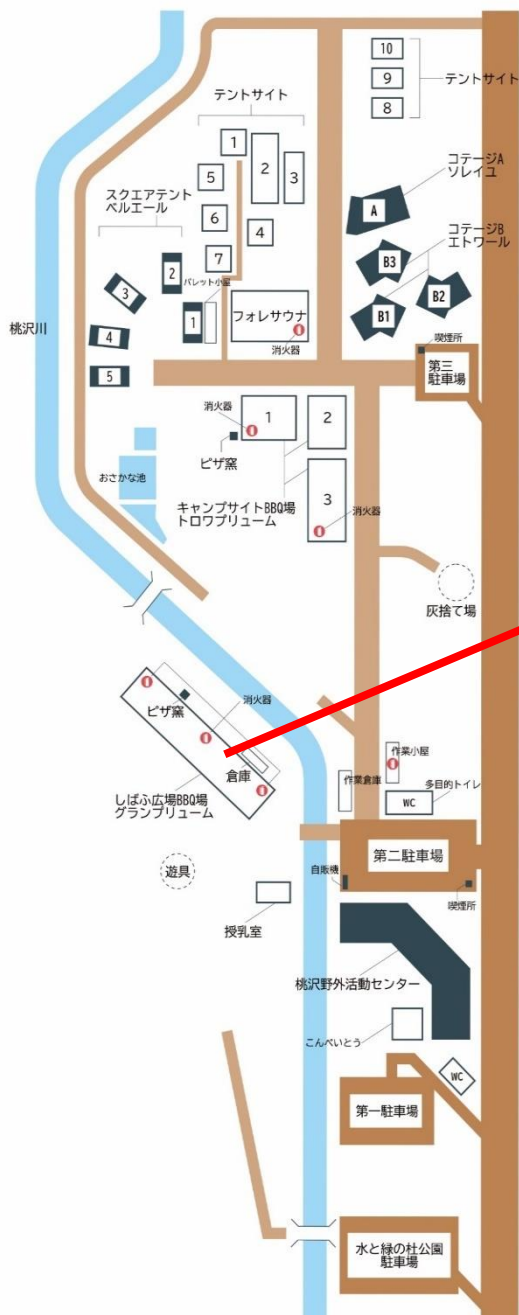 10
9
8
テントサイト
テントサイト
1
2
3
5
6
4
7
コテージA
ソレイユ
A
コテージB
エトワール
B3
B2
B1
スクエアテント
ベルエール
2
3
1
4
5
パレット小屋
フォレサウナ
消火器
桃沢川
喫煙所
第三
駐車場
消火器
1
2
ピザ窯
おさかな池
キャンプサイトBBQ場
トロワプリューム
3
消火器
灰捨て場
ピザ窯
消火器
倉庫
しばふ広場BBQ場
グランプリューム
作業小屋
作業倉庫
多目的トイレ
WC
第二駐車場
自販機
喫煙所
遊具
授乳室
桃沢野外活動センター
こんぺいとう
WC
第一駐車場
水と緑の杜公園
駐車場